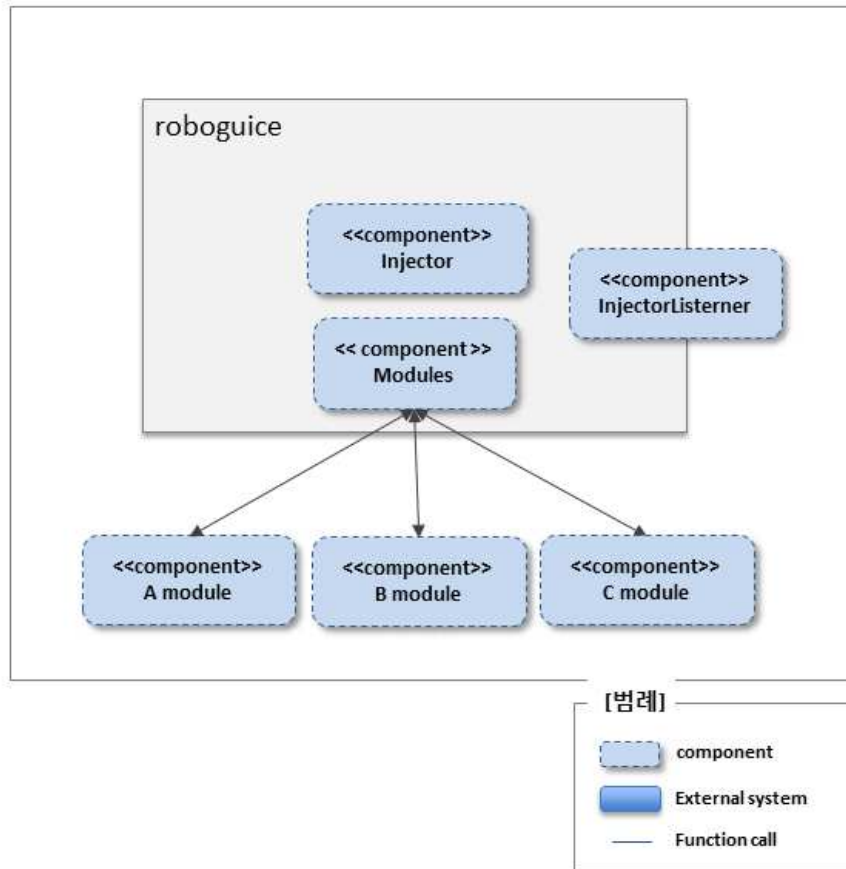 roboguice
<<component>>
Injector
<<component>>
InjectorListerner
<< component >>
Modules
<<component>>
A module
<<component>>
B module
<<component>>
C module
[범례]
component
External system
Function call